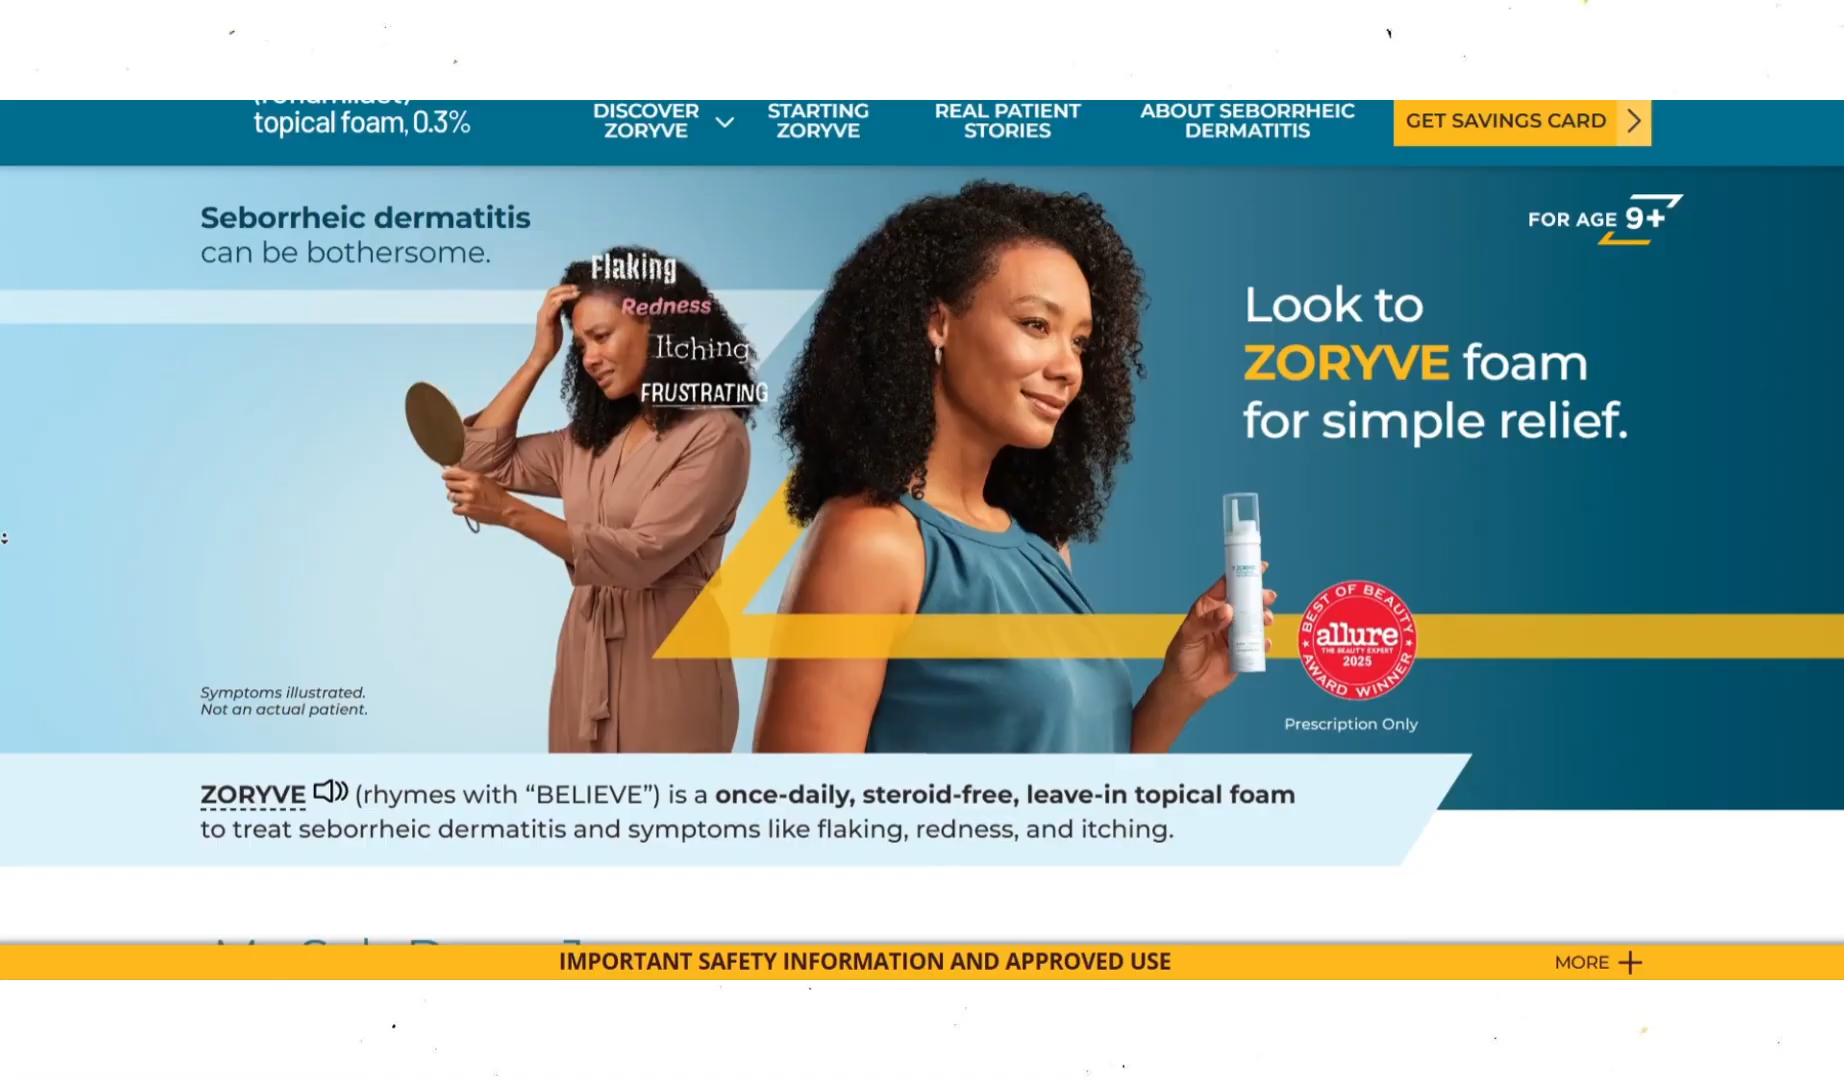 topical foam, 0.3%
DISCOVER
ZORYVE
STARTING
ZORYVE
REAL PATIENT
STORIES
ABOUT SEBORRHEIC
DERMATITIS
GET SAVINGS CARD
Seborrheic dermatitis
can be bothersome.
Flaking
Redness
Itching
FRUSTRATING
FOR AGE 9+
Look to
ZORYVE foam
for simple relief.
BEST OF BEAUTY
allure
THE BEAUTY EXPERT
2025
AWARD WINNER
Prescription Only
Symptoms illustrated.
Not an actual patient.
ZORYVE (rhymes with “BELIEVE”) is a once-daily, steroid-free, leave-in topical foam
to treat seborrheic dermatitis and symptoms like flaking, redness, and itching.
IMPORTANT SAFETY INFORMATION AND APPROVED USE
MORE